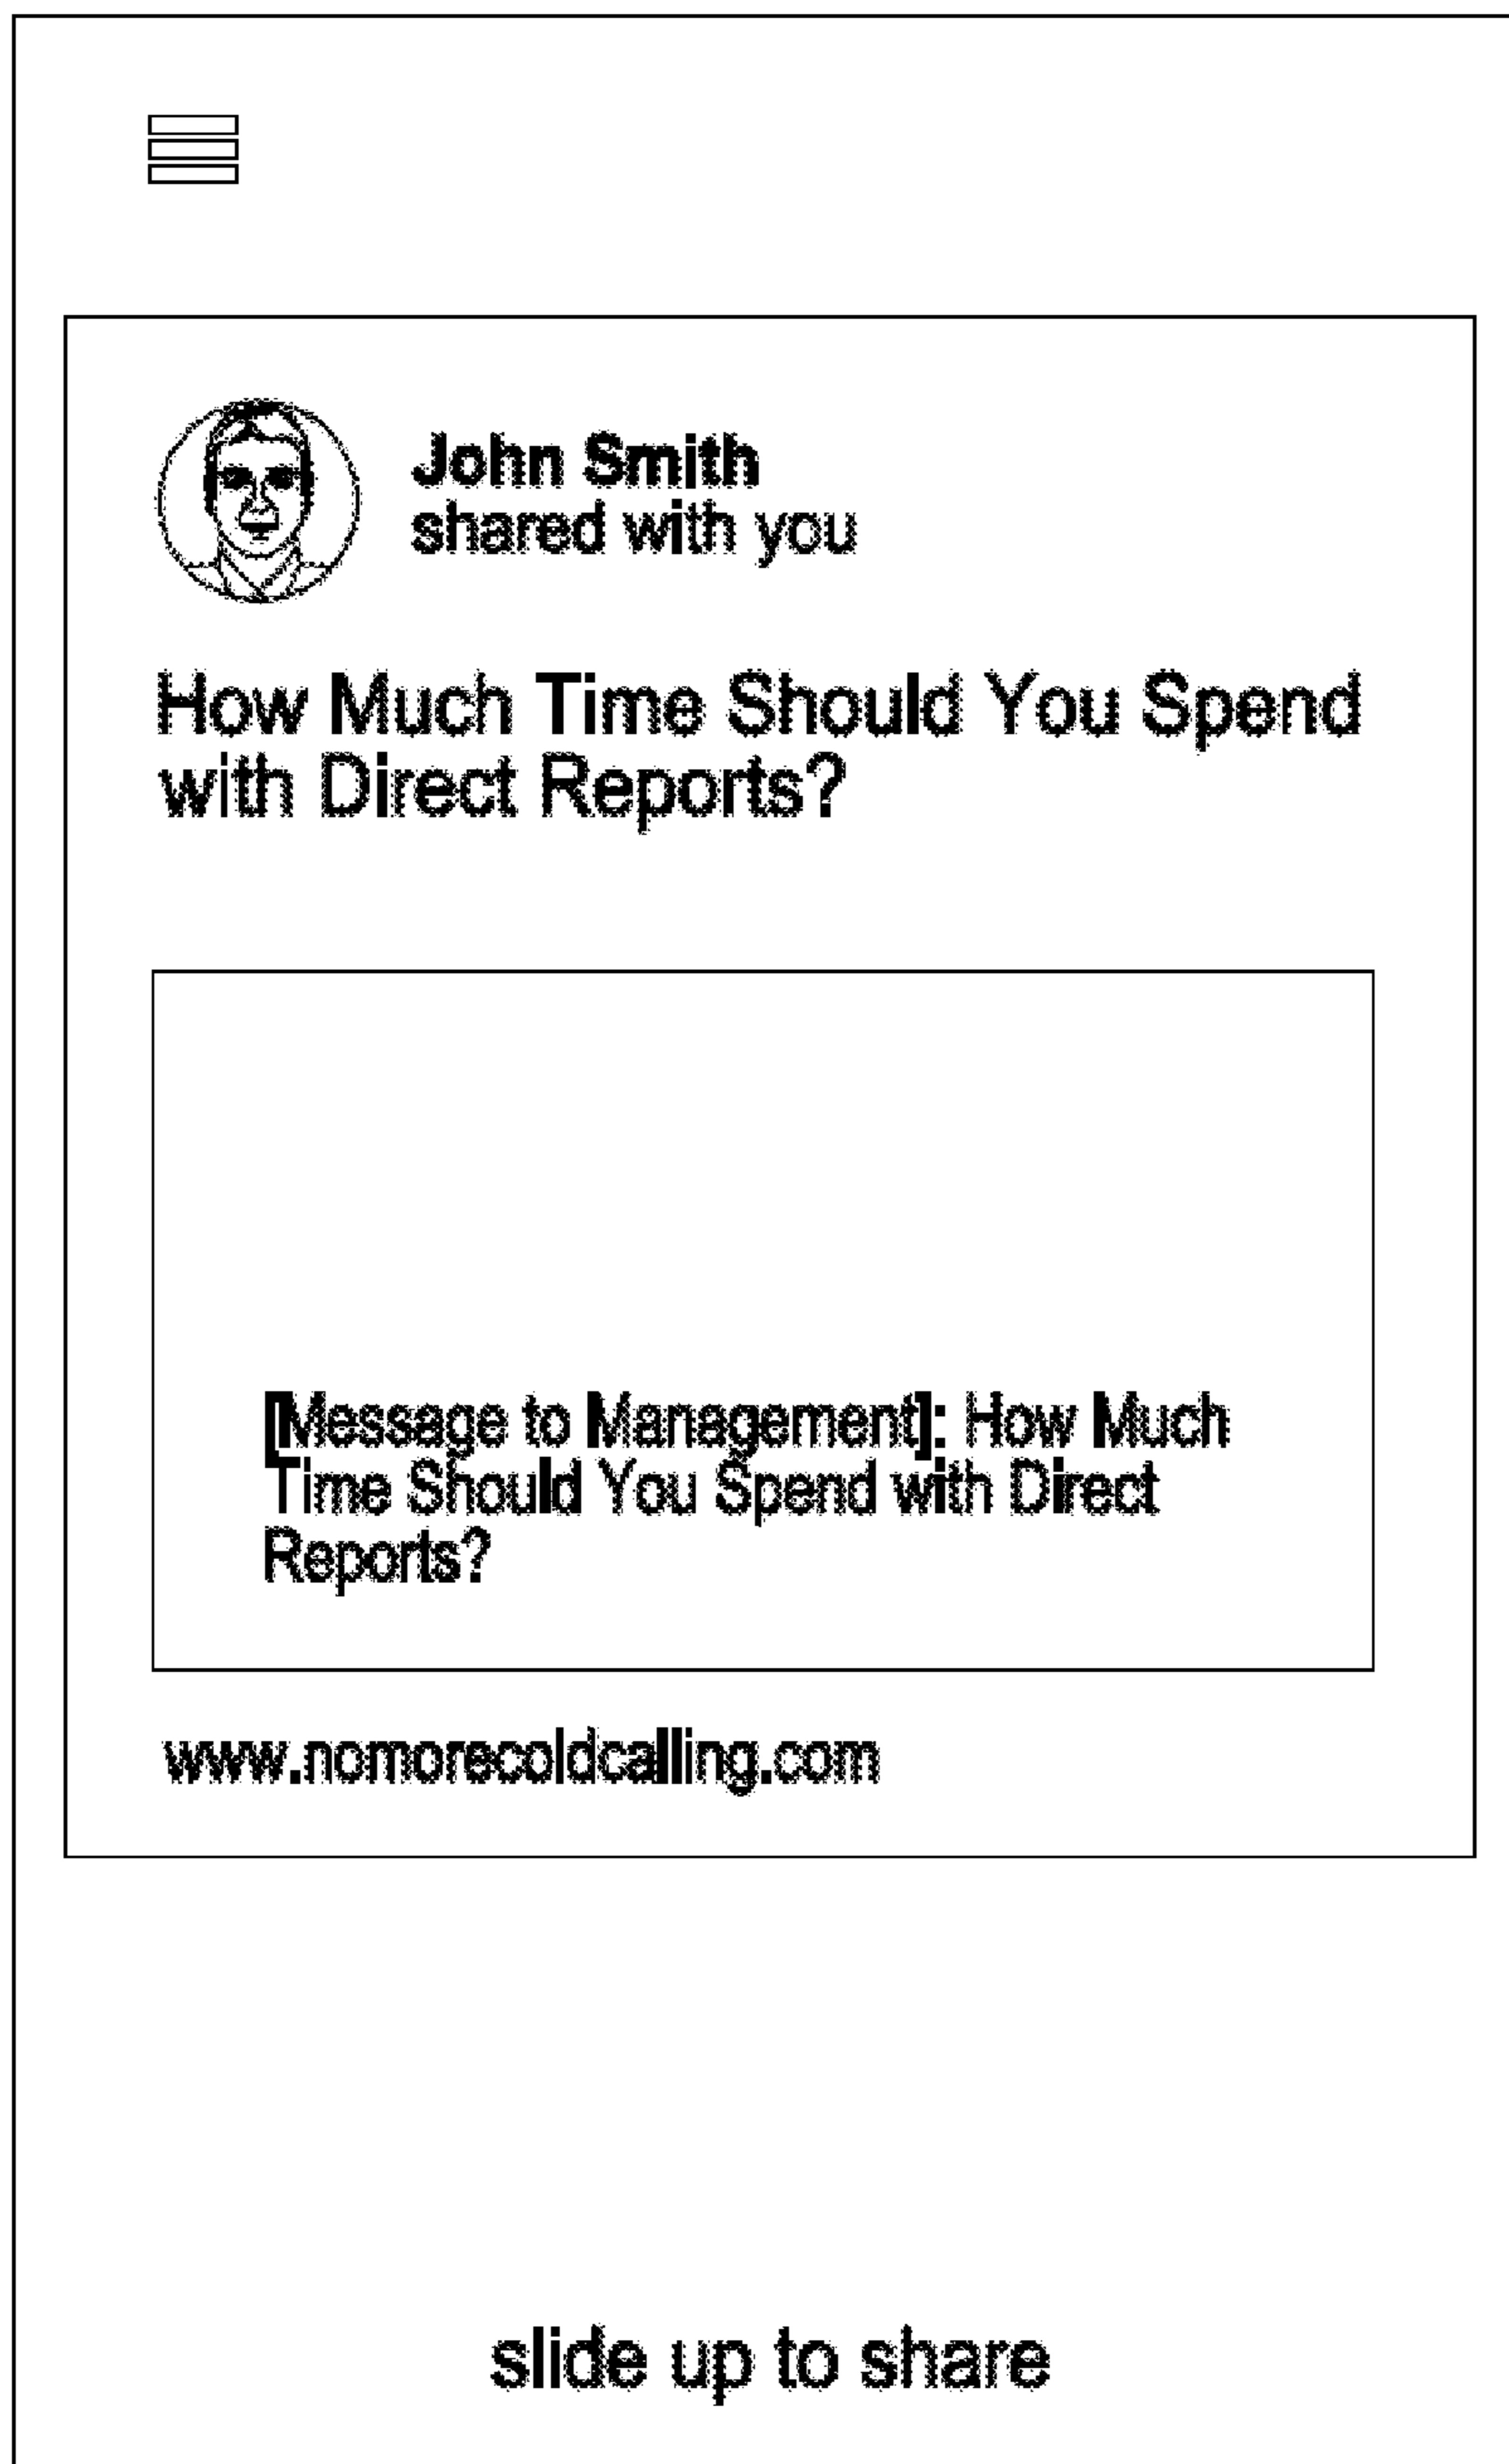 John Smith
shared with you
How Much Time Should You Spend
with Direct Reports?
[Message to Management]: How Much
Time Should You Spend with Direct
Reports?
www.nomorecoldcalling.com
slide up to share